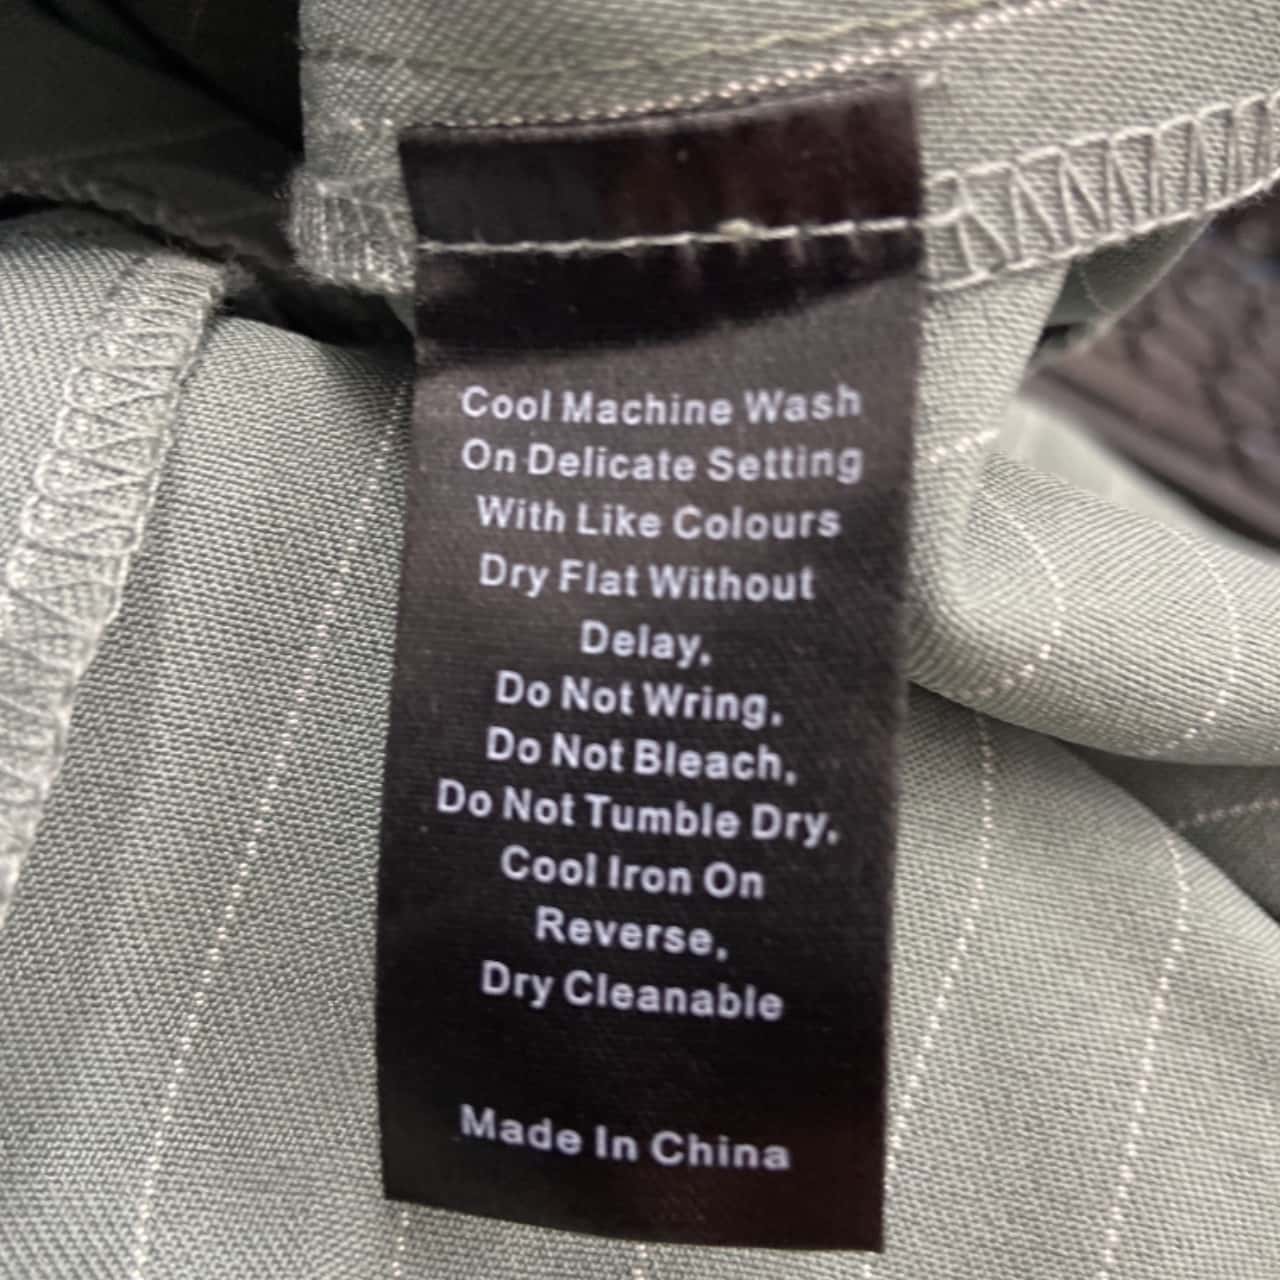 Cool Machine Wash
On Delicate Setting
With Like Colours
Dry Flat Without
Delay,
Do Not Wring,
Do Not Bleach,
Do Not Tumble Dry,
Cool Iron On
Reverse,
Dry Cleanable
Made In China